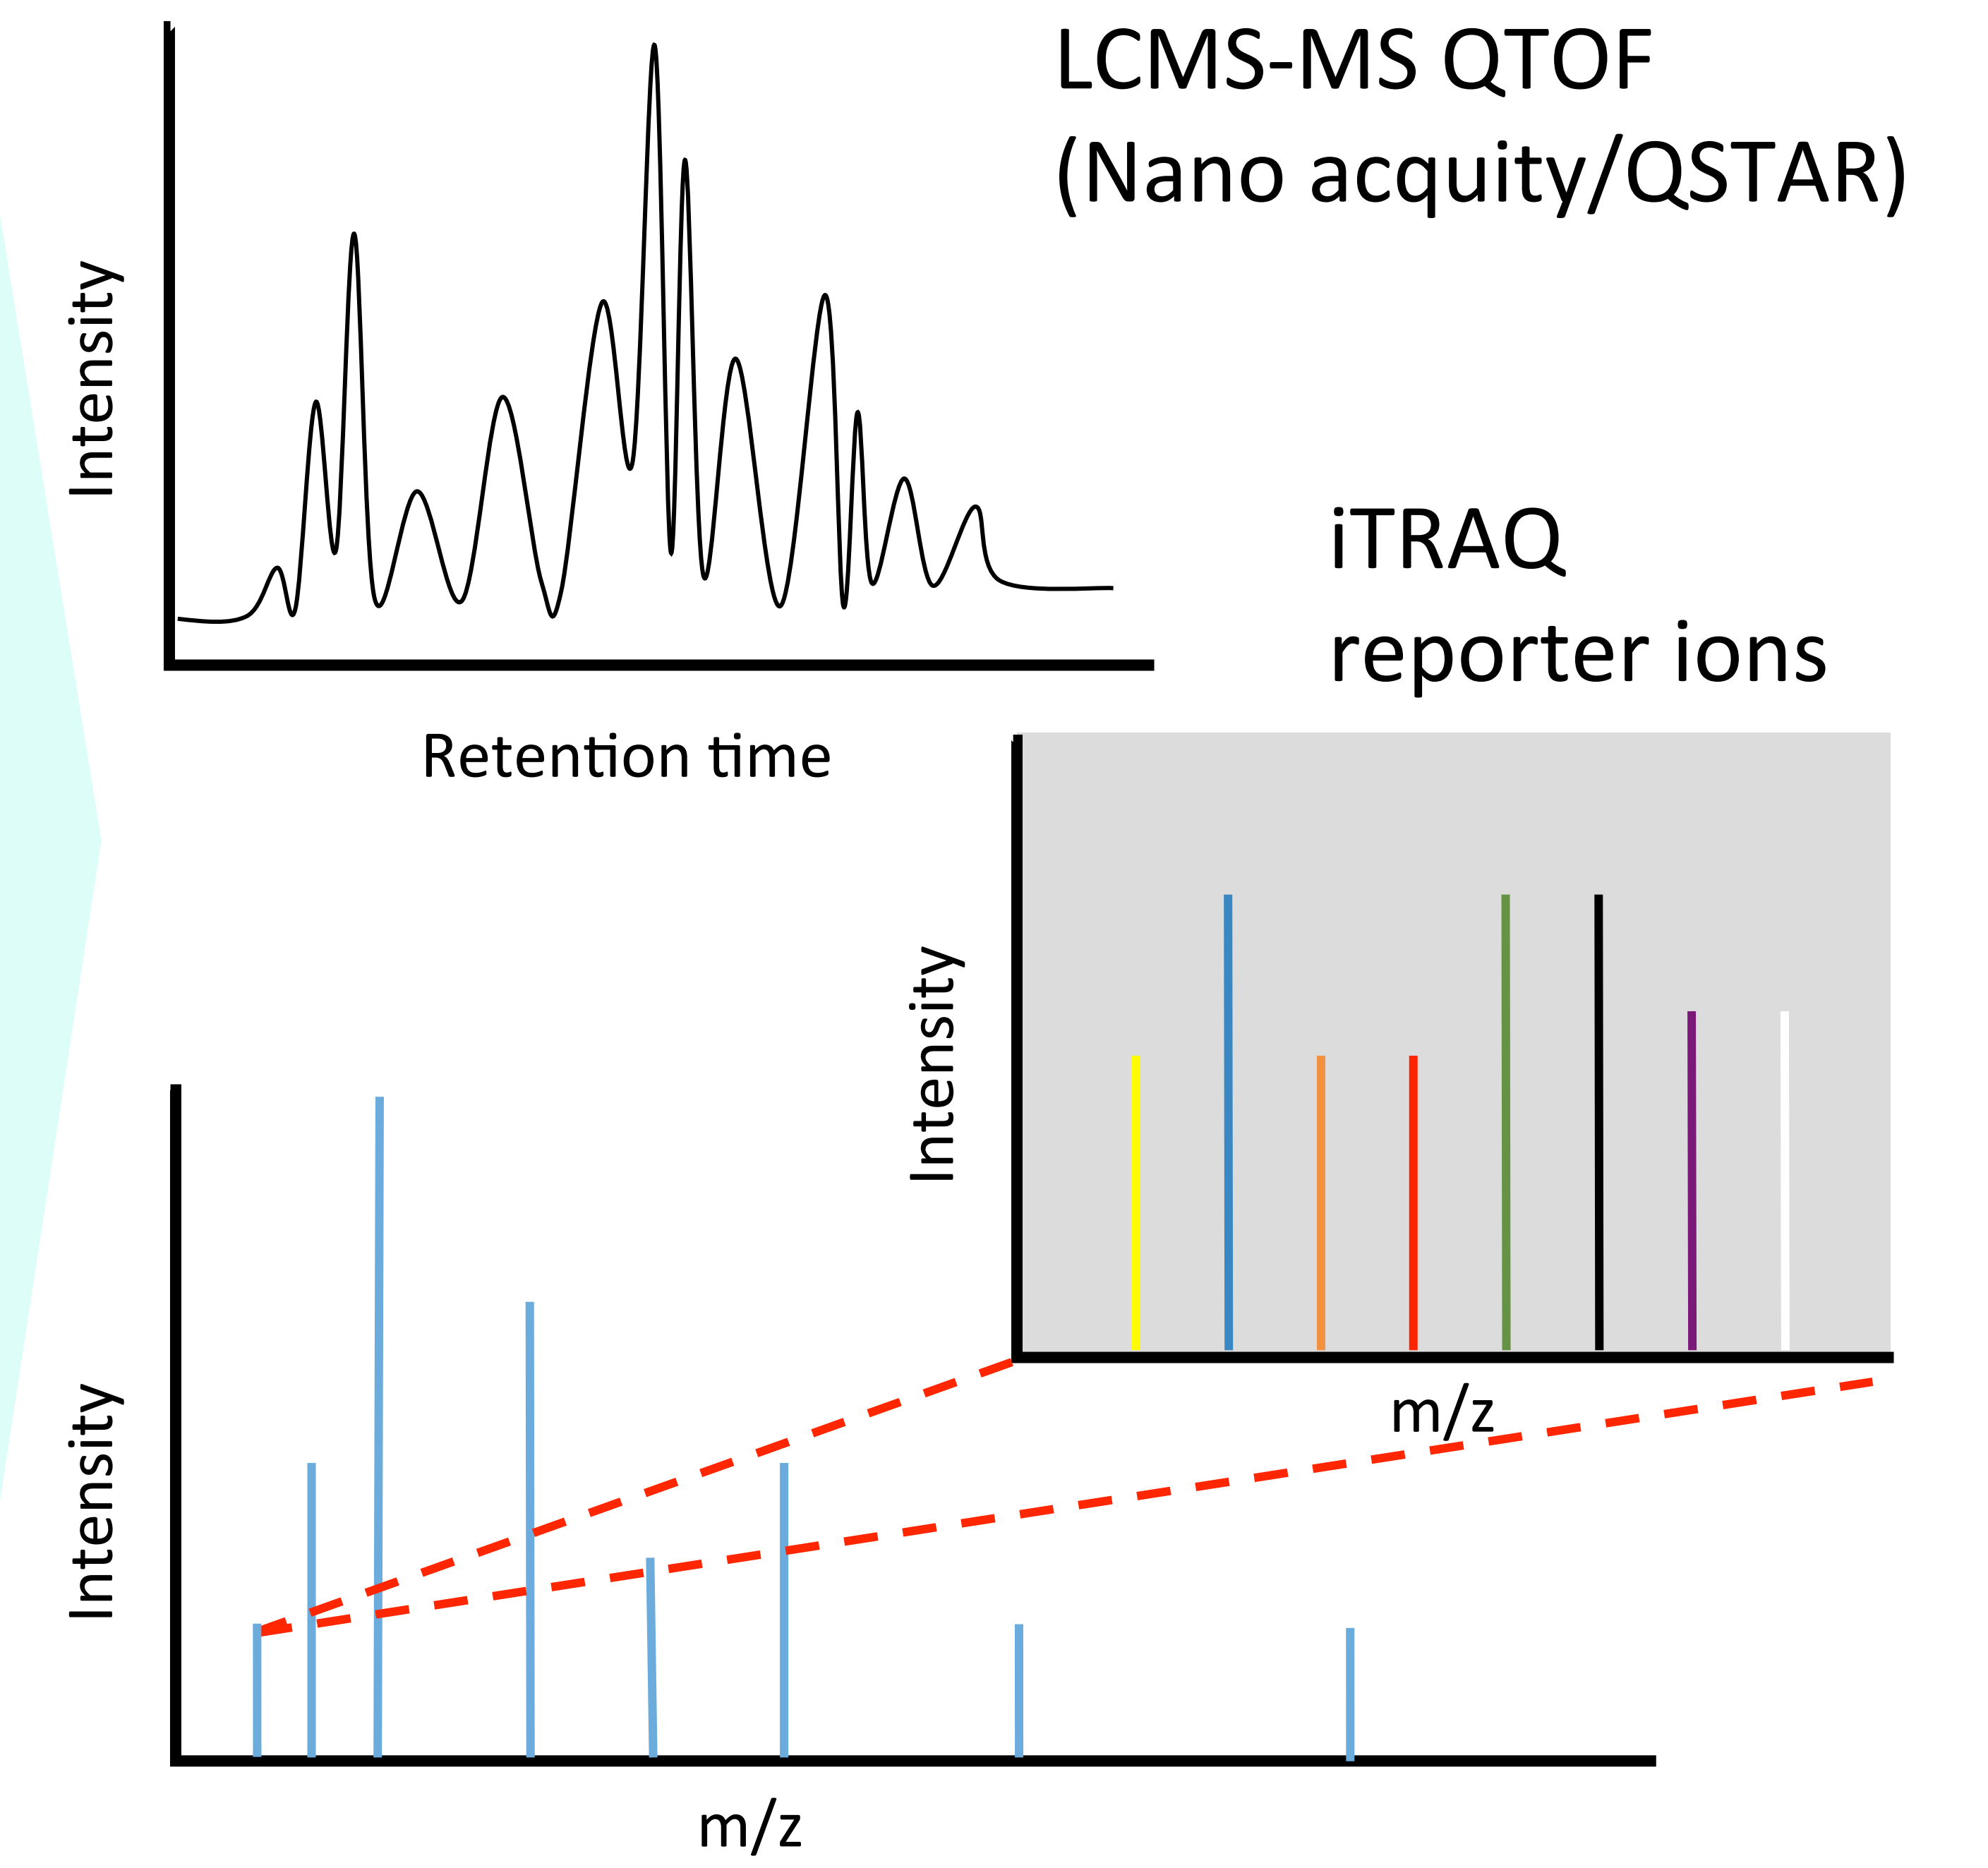 LCMS-MS QTOF
(Nano acquity/QSTAR)
Intensity
Retention time
iTRAQ
reporter ions
Intensity
m/z
Intensity
m/z